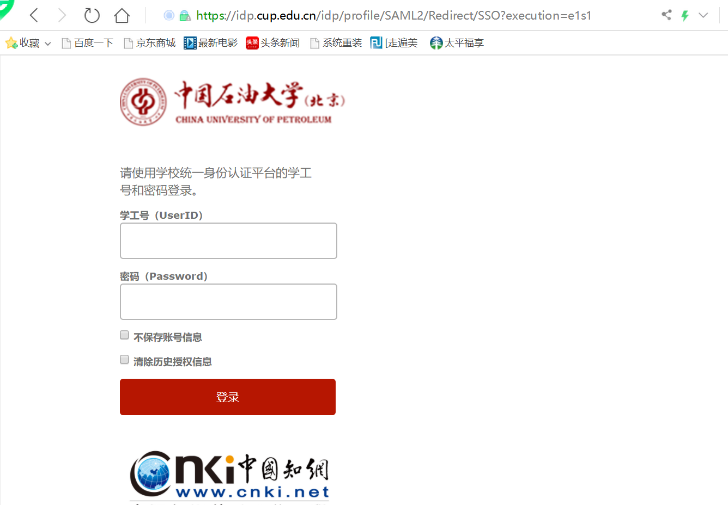 https://idp.cup.edu.cn/idp/profile/SAML2/Redirect/SSO?execution=e1s1
收藏 百度一下 京东商城 最新电影 头条 头条新闻 系统重装 |走遍美 太平福享
中国石油大学(北京)
CHINA UNIVERSITY OF PETROLEUM
请使用学校统一身份认证平台的学工
号和密码登录。
学工号（UserID）
密码（Password）
不保存账号信息
清除历史授权信息
登录
cnki中國知網
www.cnki.net